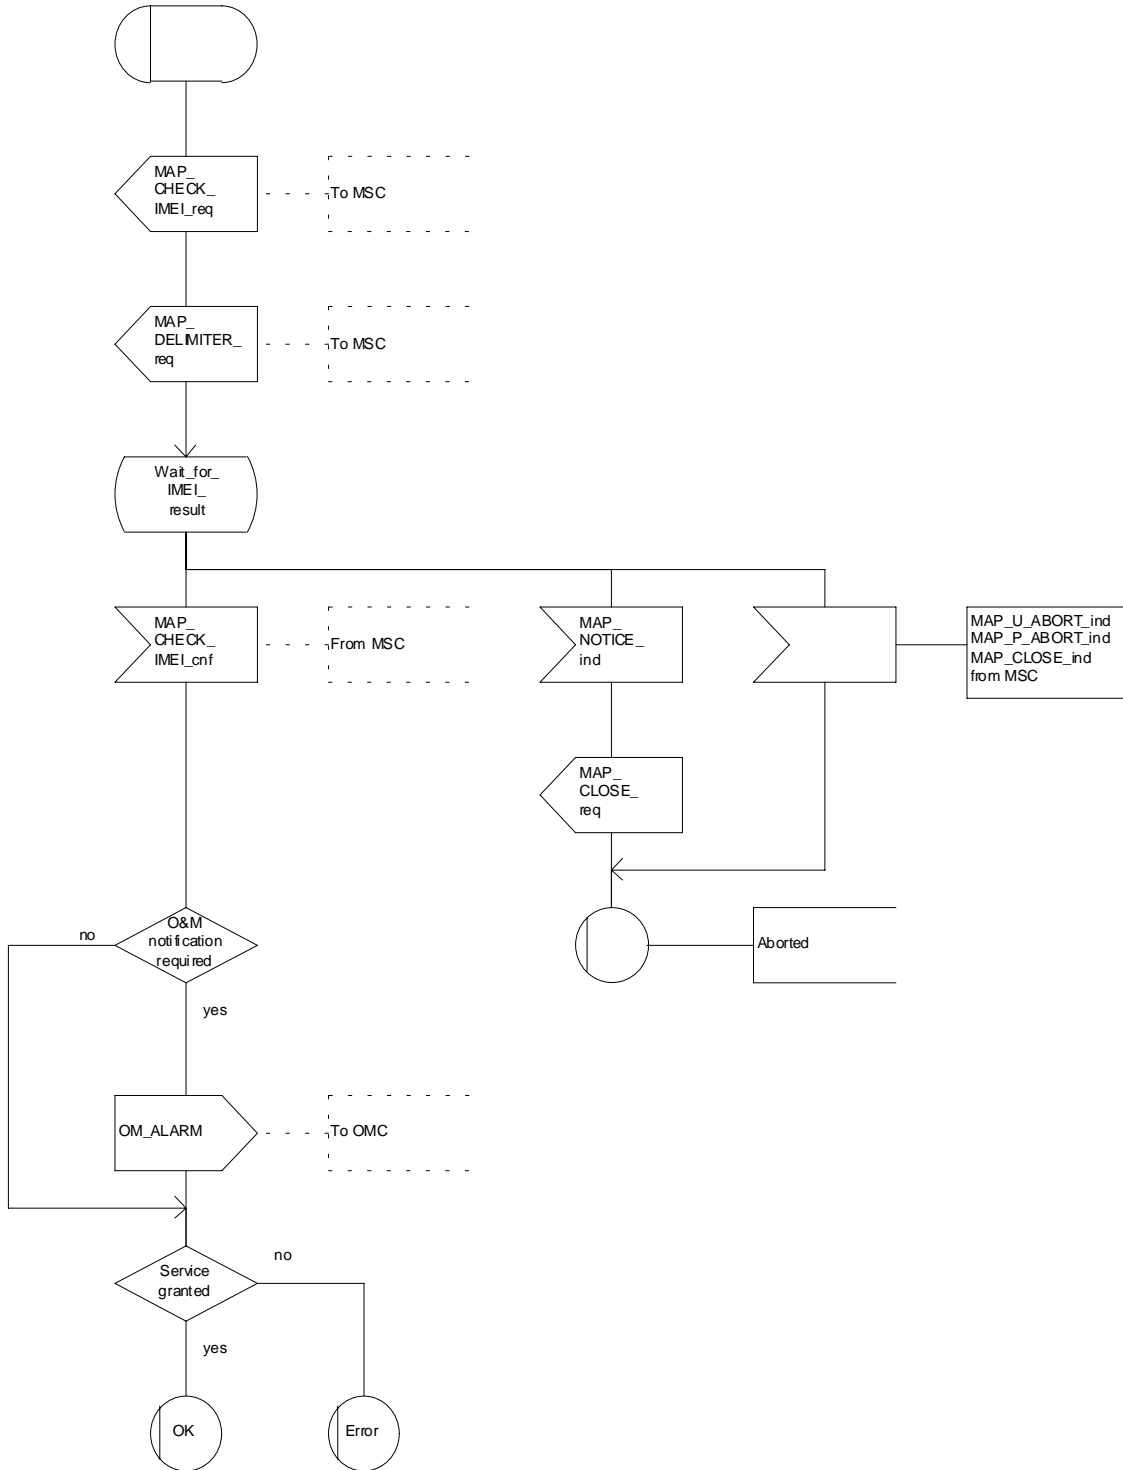 MAP_
CHECK_
IMEI_req
To MSC
MAP_
DELIMITER_
req
To MSC
Wait_for_
IMEI_
result
MAP_
CHECK_
IMEI_cnf
From MSC
MAP_
NOTICE_
ind
MAP_U_ABORT_ind
MAP_P_ABORT_ind
MAP_CLOSE_ind
from MSC
MAP_
CLOSE_
req
no
O&M
notification
required
Aborted
yes
OM_ALARM
To OMC
no
Service
granted
yes
OK
Error